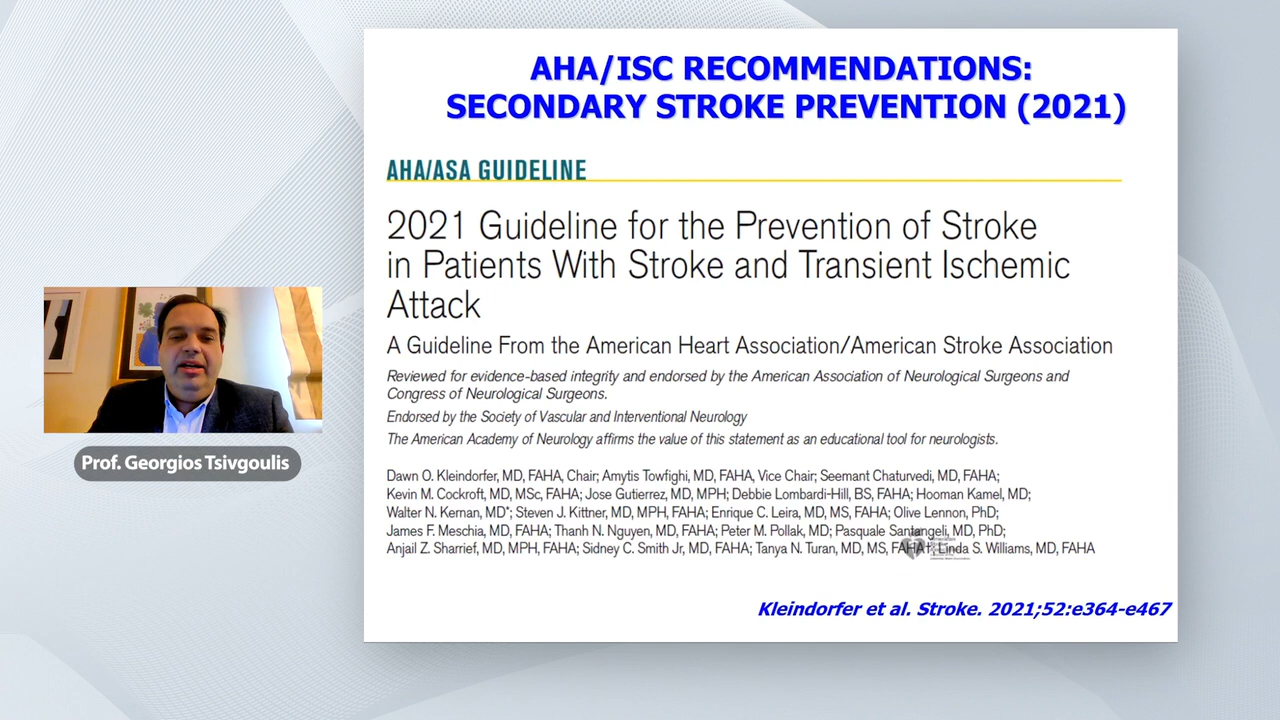 AHA/ISC RECOMMENDATIONS:
SECONDARY STROKE PREVENTION (2021)
AHA/ASA GUIDELINE
2021 Guideline for the Prevention of Stroke
in Patients With Stroke and Transient Ischemic
Attack
A Guideline From the American Heart Association/American Stroke Association
Reviewed for evidence-based integrity and endorsed by the American Association of Neurological Surgeons and
Congress of Neurological Surgeons.
Endorsed by the Society of Vascular and Interventional Neurology
The American Academy of Neurology affirms the value of this statement as an educational tool for neurologists.
Dawn O. Kleindorfer, MD, FAHA, Chair; Amytis Towfighi, MD, FAHA, Vice Chair; Seemant Chaturvedi, MD, FAHA;
Kevin M. Cockroft, MD, MSc, FAHA; Jose Gutierrez, MD, MPH; Debbie Lombardi-Hill, BS, FAHA; Hooman Kamel, MD;
Walter N. Kernan, MD*; Steven J. Kittner, MD, MPH, FAHA; Enrique C. Leira, MD, MS, FAHA; Olive Lennon, PhD;
James F. Meschia, MD, FAHA; Thanh N. Nguyen, MD, FAHA; Peter M. Pollak, MD; Pasquale Santangeli, MD, PhD;
Anjail Z. Sharrief, MD, MPH, FAHA; Sidney C. Smith Jr, MD, FAHA; Tanya N. Turan, MD, MS, FAHA†; Linda S. Williams, MD, FAHA
Kleindorfer et al. Stroke. 2021;52:e364-e467
Prof. Georgios Tsivgoulis